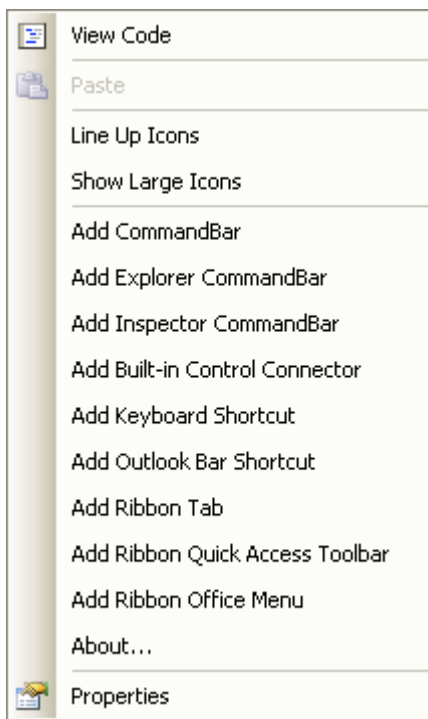 View Code
Paste
Line Up Icons
Show Large Icons
Add CommandBar
Add Explorer CommandBar
Add Inspector CommandBar
Add Built-in Control Connector
Add Keyboard Shortcut
Add Outlook Bar Shortcut
Add Ribbon Tab
Add Ribbon Quick Access Toolbar
Add Ribbon Office Menu
About...
Properties